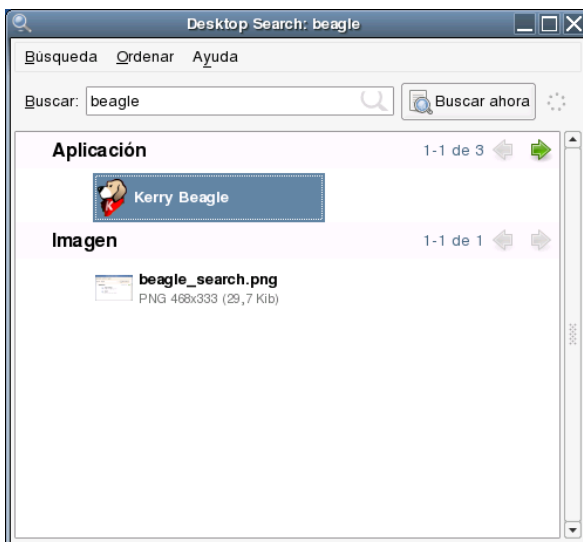 Desktop Search: beagle
Búsqueda Ordenar Ayuda
Buscar: beagle Buscar ahora
Aplicación 1-1 de 3
Kerry Beagle
Imagen 1-1 de 1
beagle_search.png
PNG 468x333 (29,7 Kib)